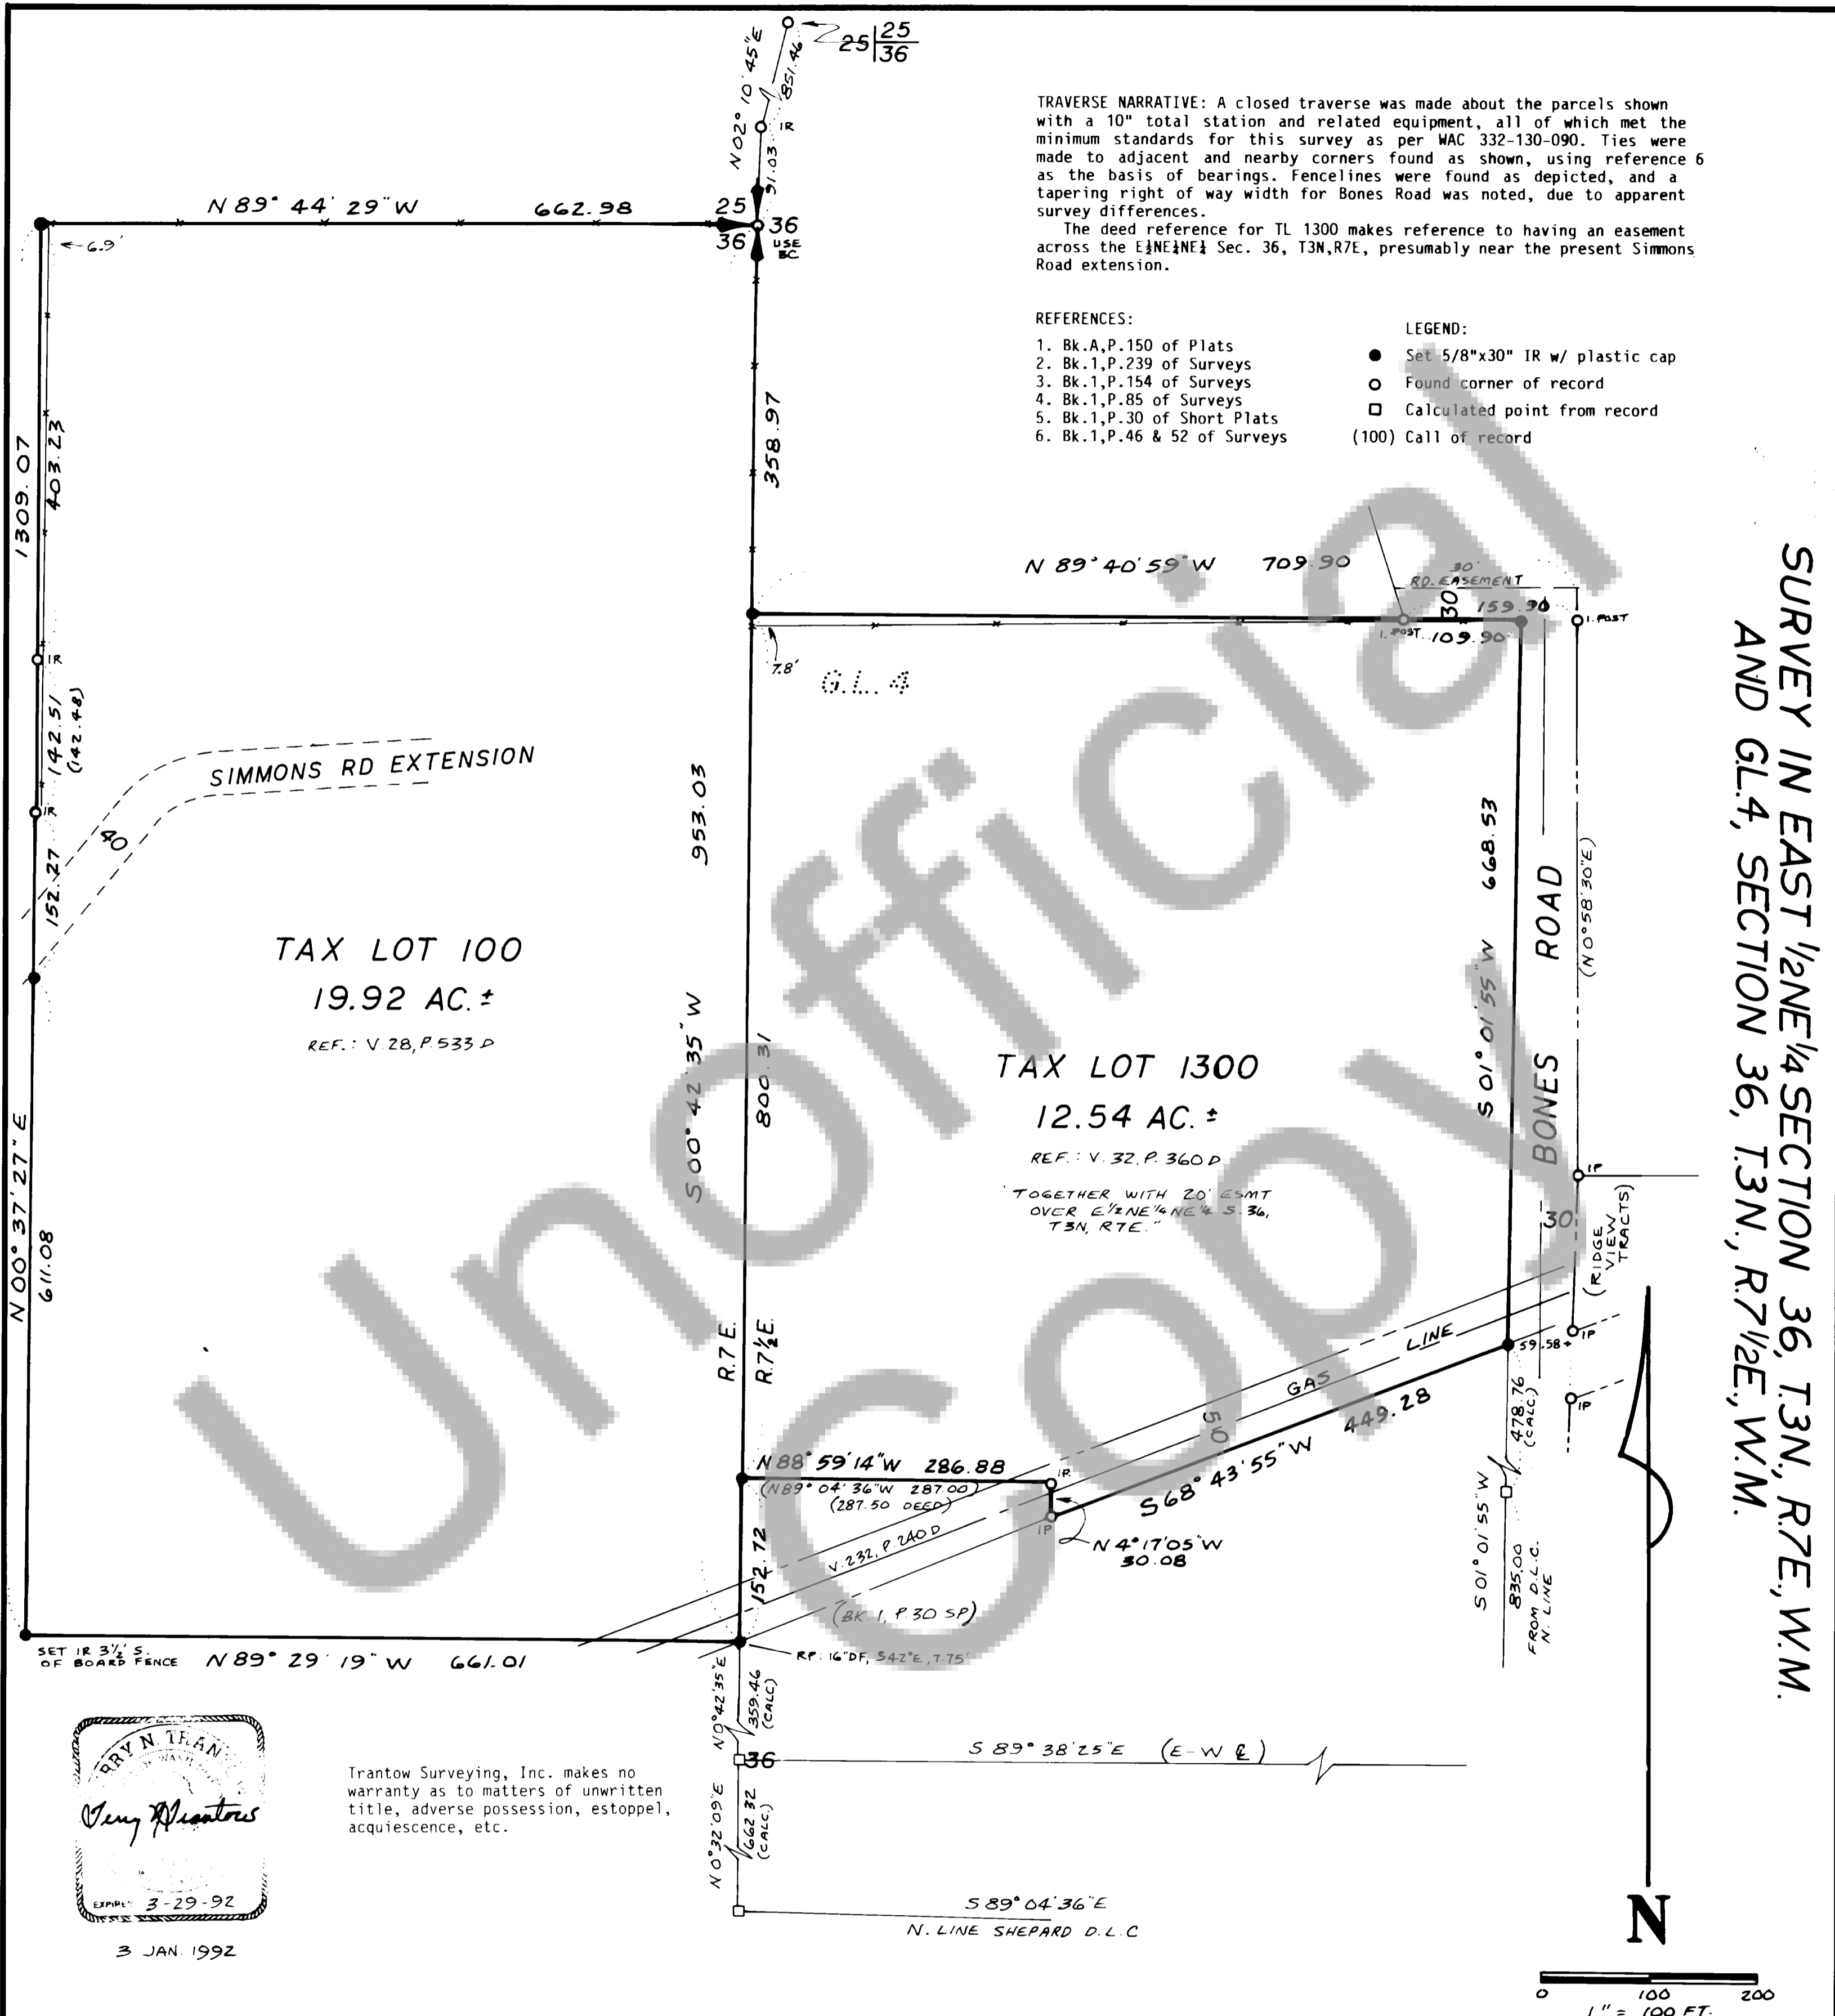 25|25
36
N02° 10' 45"E
851.46
IR
91.03
TRAVERSE NARRATIVE: A closed traverse was made about the parcels shown
with a 10" total station and related equipment, all of which met the
minimum standards for this survey as per WAC 332-130-090. Ties were
made to adjacent and nearby corners found as shown, using reference 6
as the basis of bearings. Fencelines were found as depicted, and a
tapering right of way width for Bones Road was noted, due to apparent
survey differences.
The deed reference for TL 1300 makes reference to having an easement
across the E½NE¼NE¼ Sec. 36, T3N,R7E, presumably near the present Simmons
Road extension.
N 89° 44' 29" W 662.98
25
36
36
USE
BC
6.9'
REFERENCES:
1. Bk.A,P.150 of Plats
2. Bk.1,P.239 of Surveys
3. Bk.1,P.154 of Surveys
4. Bk.1,P.85 of Surveys
5. Bk.1,P.30 of Short Plats
6. Bk.1,P.46 & 52 of Surveys
LEGEND:
Set 5/8"x30" IR w/ plastic cap
Found corner of record
Calculated point from record
(100) Call of record
1309.07
403.23
358.97
N 89° 40' 59" W 709.90
30'
RD. EASEMENT
30
159.90
I. POST
109.90
I. POST
7.8'
G.L. 4
IR
142.51
(142.48)
IR
SIMMONS RD EXTENSION
40
152.27
953.03
668.53
S 01° 01' 55" W
BONES ROAD
(N 0° 58' 30"E)
TAX LOT 100
19.92 AC.±
REF.: V. 28, P. 533 D
S 00° 42' 35" W
800.31
TAX LOT 1300
12.54 AC.±
REF.: V. 32, P. 360 D
"TOGETHER WITH 20' ESMT
OVER E½NE¼NE¼ S. 36,
T3N, R7E."
N 00° 37' 27" E
611.08
IP
30
(RIDGE
VIEW
TRACTS)
R.7 E.
R.7½E.
LINE
GAS
50
59.58±
IP
IP
478.76
(CALC.)
S 68° 43' 55" W 449.28
N 88° 59' 14" W 286.88
(N89° 04' 36"W 287.00)
(287.50 DEED)
IR
IP
N 4° 17' 05" W
30.08
152.72
V. 232, P. 240 D
(BK 1, P. 30 SP)
S 01° 01' 55" W
835.00
FROM D.L.C.
N. LINE
SET IR 3½' S.
OF BOARD FENCE
N 89° 29' 19" W 661.01
RP: 16"DF, S42°E, 7.75'
N0° 42' 35"E
359.46
(CALC)
36
S 89° 38' 25"E (E-W ℄)
N 0° 32' 09"E
662.32
(CALC.)
S 89° 04' 36"E
N. LINE SHEPARD D.L.C
Trantow Surveying, Inc. makes no
warranty as to matters of unwritten
title, adverse possession, estoppel,
acquiescence, etc.
3-29-92
3 JAN. 1992
N
0 100 200
1" = 100 FT.
SURVEY IN EAST ½NE¼ SECTION 36, T.3N., R.7E., W.M.
AND G.L.4, SECTION 36, T.3N., R.7½E., W.M.
Unofficial
Copy